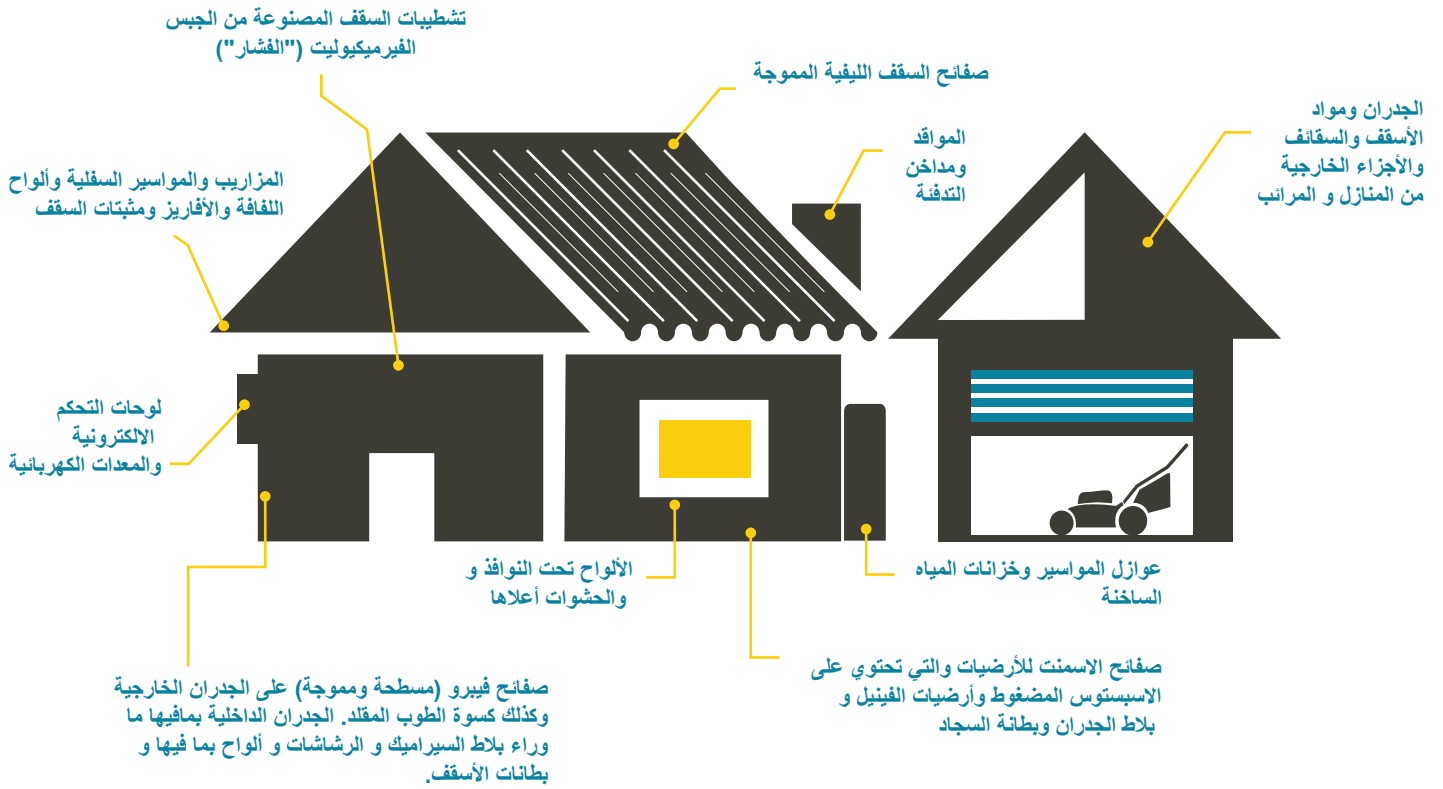 تشطيبات السقف المصنوعة من الجبس
الفيرميكيوليت ("الفشار")
صفائح السقف الليفية المموجة
الجدران ومواد
الأسقف والسقائف
والأجزاء الخارجية
من المنازل و المرائب
المواقد
ومداخن
التدفئة
المزاريب والمواسير السفلية وألواح
اللفافة والأفاريز ومثبتات السقف
لوحات التحكم
الالكترونية
والمعدات الكهربائية
الألواح تحت النوافذ و
والحشوات أعلاها
عوازل المواسير وخزانات المياه
الساخنة
صفائح الاسمنت للأرضيات والتي تحتوي على
الاسبستوس المضغوط وأرضيات الفينيل و
بلاط الجدران وبطانة السجاد
صفائح فيبرو (مسطحة ومموجة) على الجدران الخارجية
وكذلك كسوة الطوب المقلد. الجدران الداخلية بمافيها ما
وراء بلاط السيراميك و الرشاشات و ألواح بما فيها و
بطانات الأسقف.